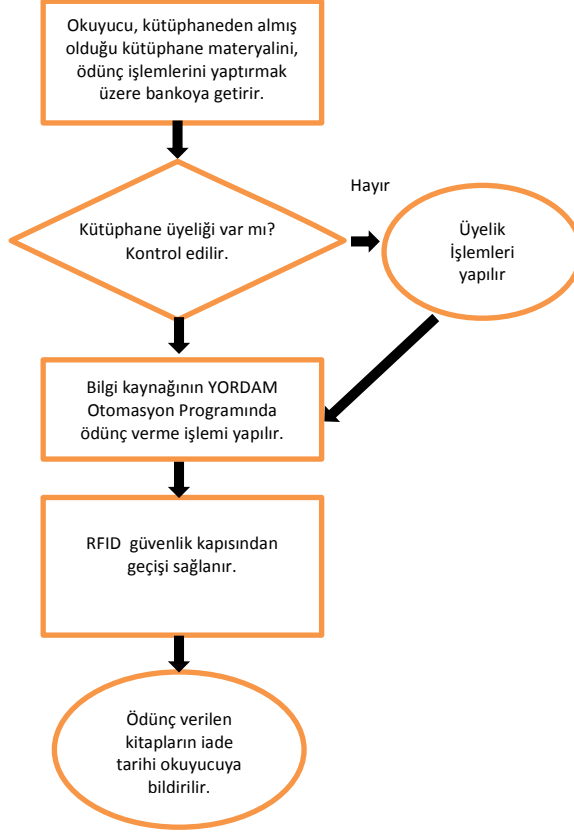 Okuyucu, kütüphaneden almış
olduğu kütüphane materyalini,
ödünç işlemlerini yaptırmak
üzere bankoya getirir.
Hayır
Kütüphane üyeliği var mı?
Kontrol edilir.
Üyelik
İşlemleri
yapılır
Bilgi kaynağının YORDAM
Otomasyon Programında
ödünç verme işlemi yapılır.
RFID güvenlik kapısından
geçişi sağlanır.
Ödünç verilen
kitapların iade
tarihi okuyucuya
bildirilir.